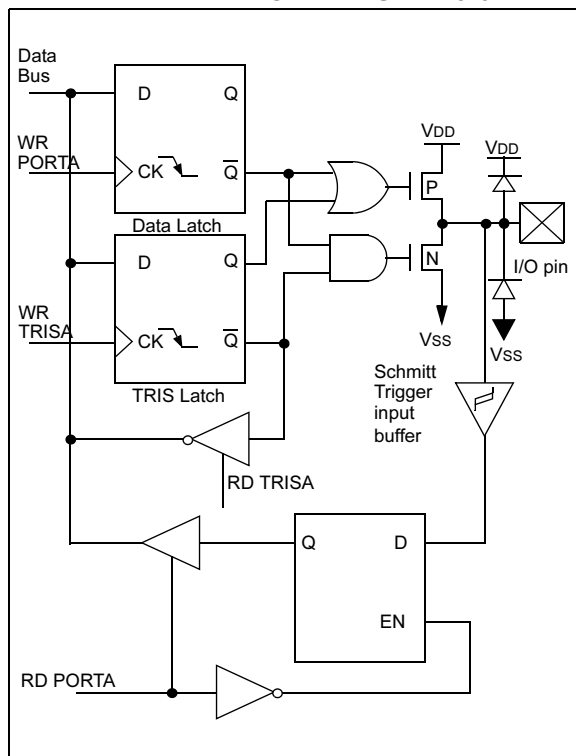 Data
Bus
D Q
WR
PORTA
CK Q
Data Latch
D Q
WR
TRISA
CK Q
TRIS Latch
VDD
P
N
VSS
VDD
I/O pin
VSS
Schmitt
Trigger
input
buffer
RD TRISA
Q D
EN
RD PORTA